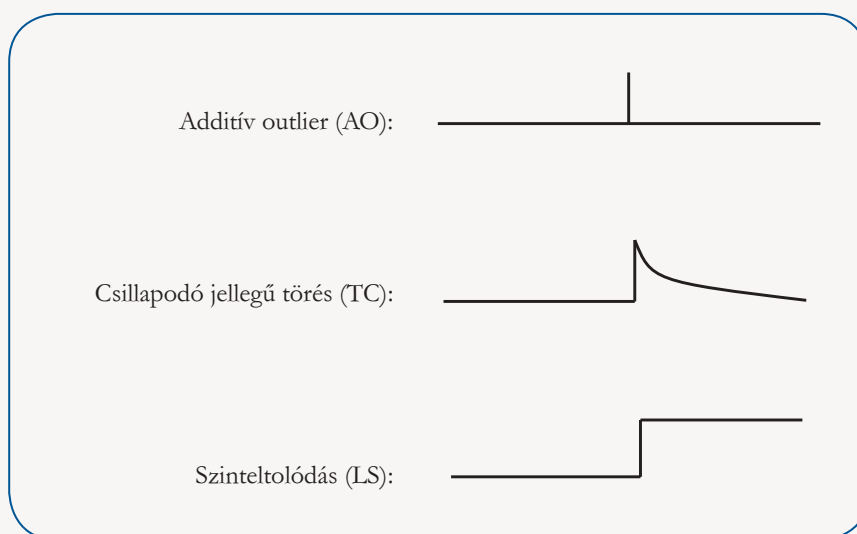 Additív outlier (AO):
Csillapodó jellegű törés (TC):
Szinteltolódás (LS):